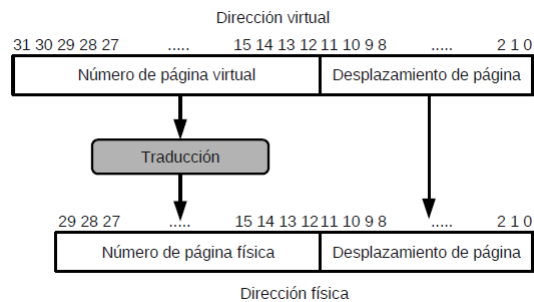 Dirección virtual
31 30 29 28 27 ..... 15 14 13 12 11 10 9 8 ..... 2 1 0
Número de página virtual Desplazamiento de página
Traducción
29 28 27 ..... 15 14 13 12 11 10 9 8 ..... 2 1 0
Número de página física Desplazamiento de página
Dirección física